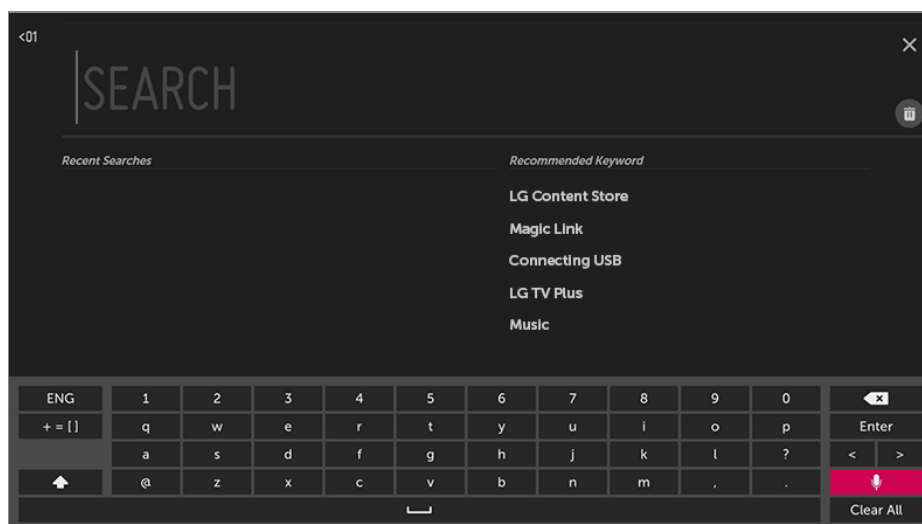 <01
SEARCH
Recent Searches
Recommended Keyword
LG Content Store
Magic Link
Connecting USB
LG TV Plus
Music
ENG 1 2 3 4 5 6 7 8 9 0
+ = [ ] q w e r t y u i o p Enter
a s d f g h j k l ? < >
@ z x c v b n m , .
Clear All